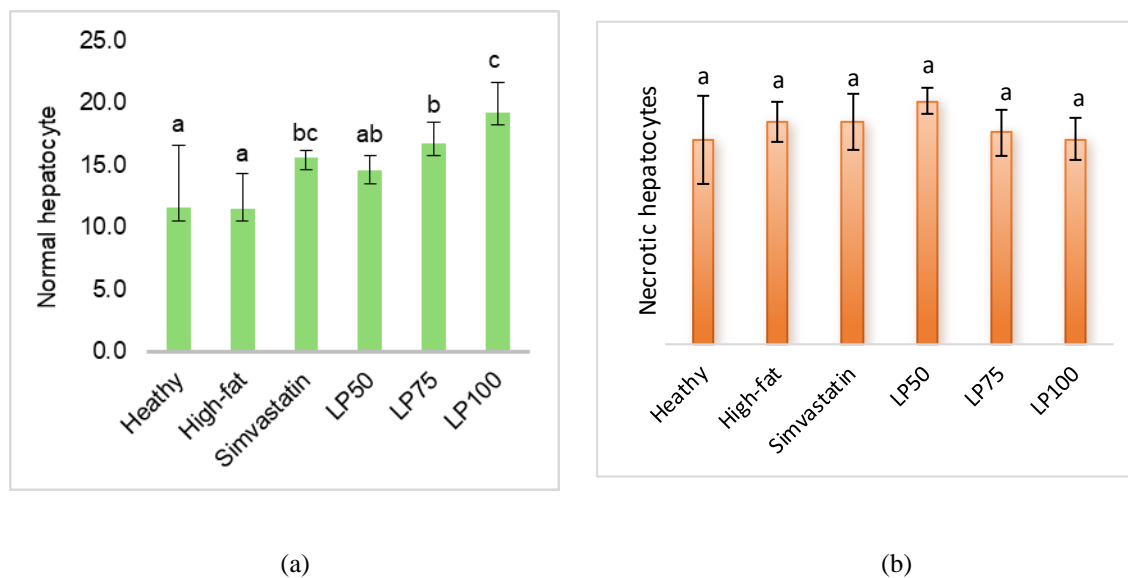 25.0
20.0
15.0
10.0
5.0
0.0
Normal hepatocyte
a
a
bc
ab
b
c
Heathy
High-fat
Simvastatin
LP50
LP75
LP100
(a)
Necrotic hepatocytes
a
a
a
a
a
a
Heathy
High-fat
Simvastatin
LP50
LP75
LP100
(b)